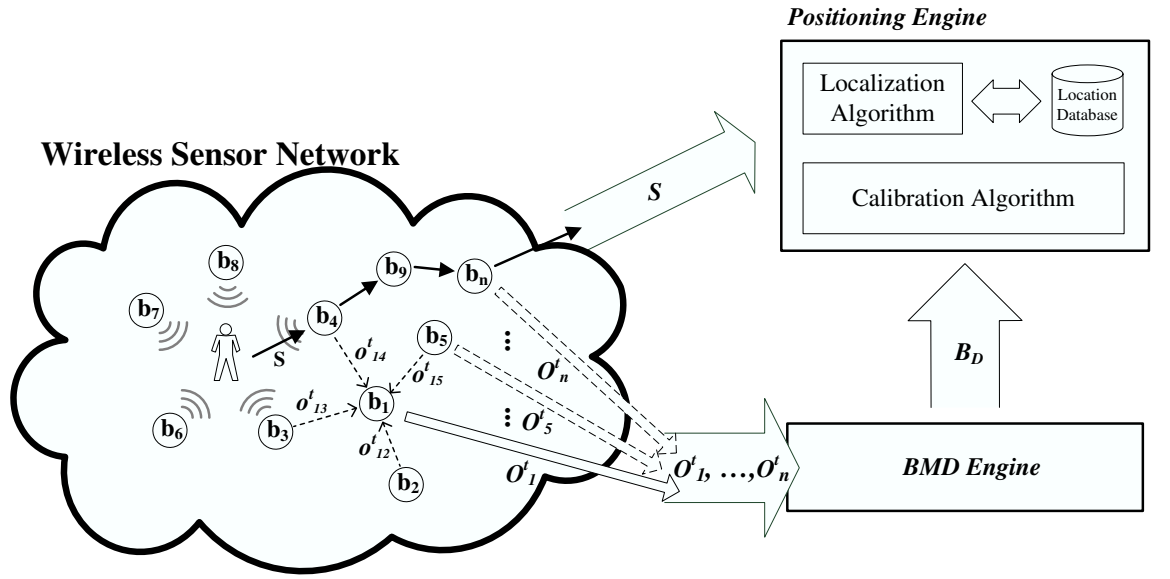 Positioning Engine
Localization
Algorithm
Location
Database
Calibration Algorithm
Wireless Sensor Network
S
b8
b9
bn
b7
b4
S
b5
o^t_14
o^t_15
O^t_n
B_D
b1
o^t_13
b6
b3
O^t_5
o^t_12
b2
O^t_1
O^t_1, …,O^t_n
BMD Engine